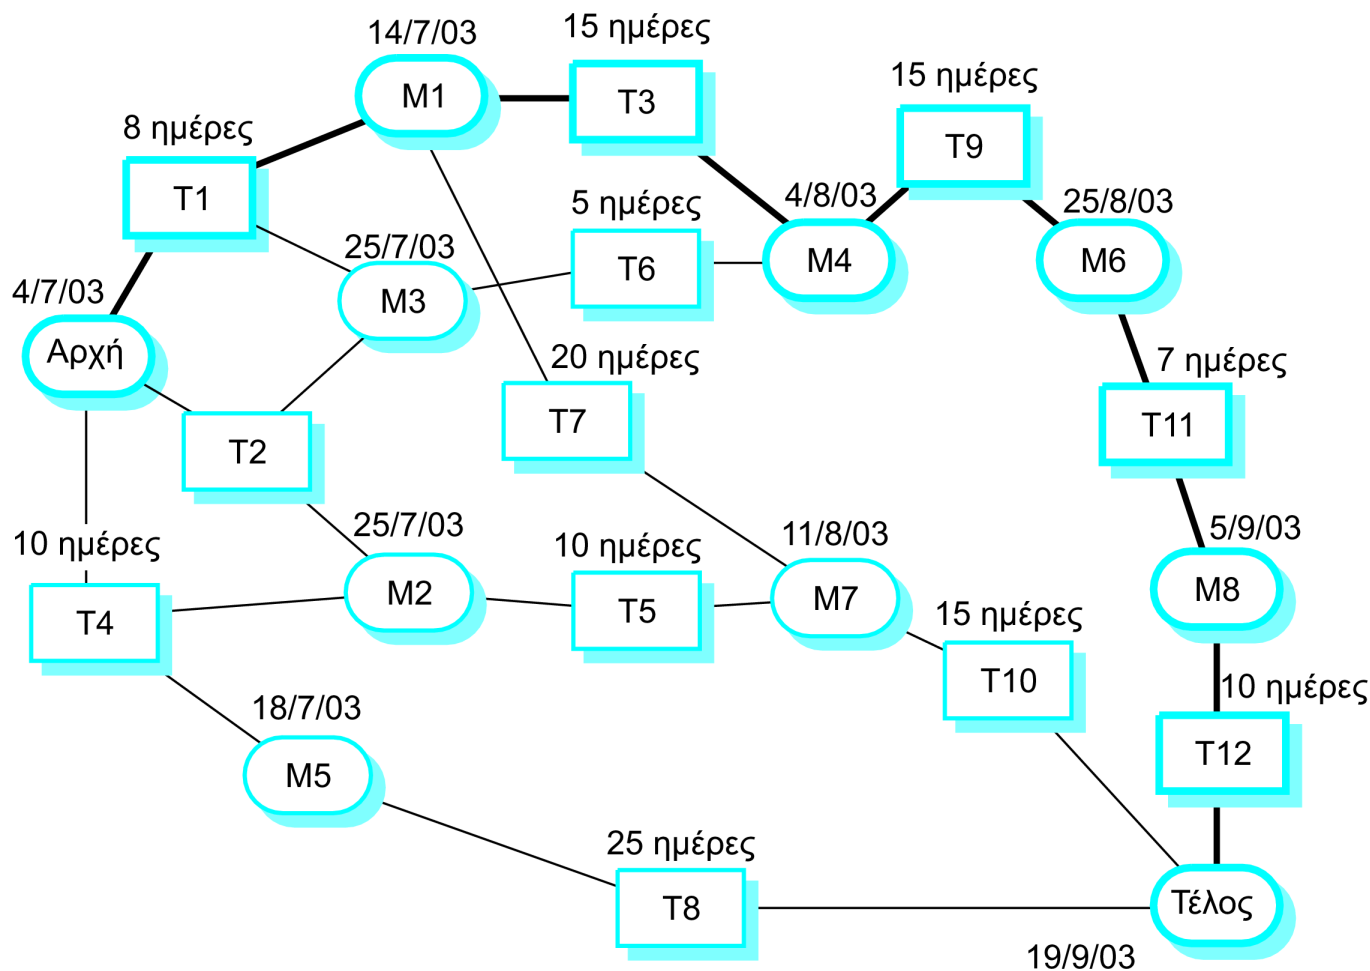 14/7/03
15 ημέρες
M1
T3
15 ημέρες
8 ημέρες
T9
T1
5 ημέρες
4/8/03
25/8/03
25/7/03
T6
M4
M6
4/7/03
M3
Αρχή
20 ημέρες
7 ημέρες
T7
T11
T2
25/7/03
10 ημέρες
11/8/03
5/9/03
10 ημέρες
M2
T5
M7
M8
T4
15 ημέρες
T10
10 ημέρες
18/7/03
T12
M5
25 ημέρες
T8
Τέλος
19/9/03